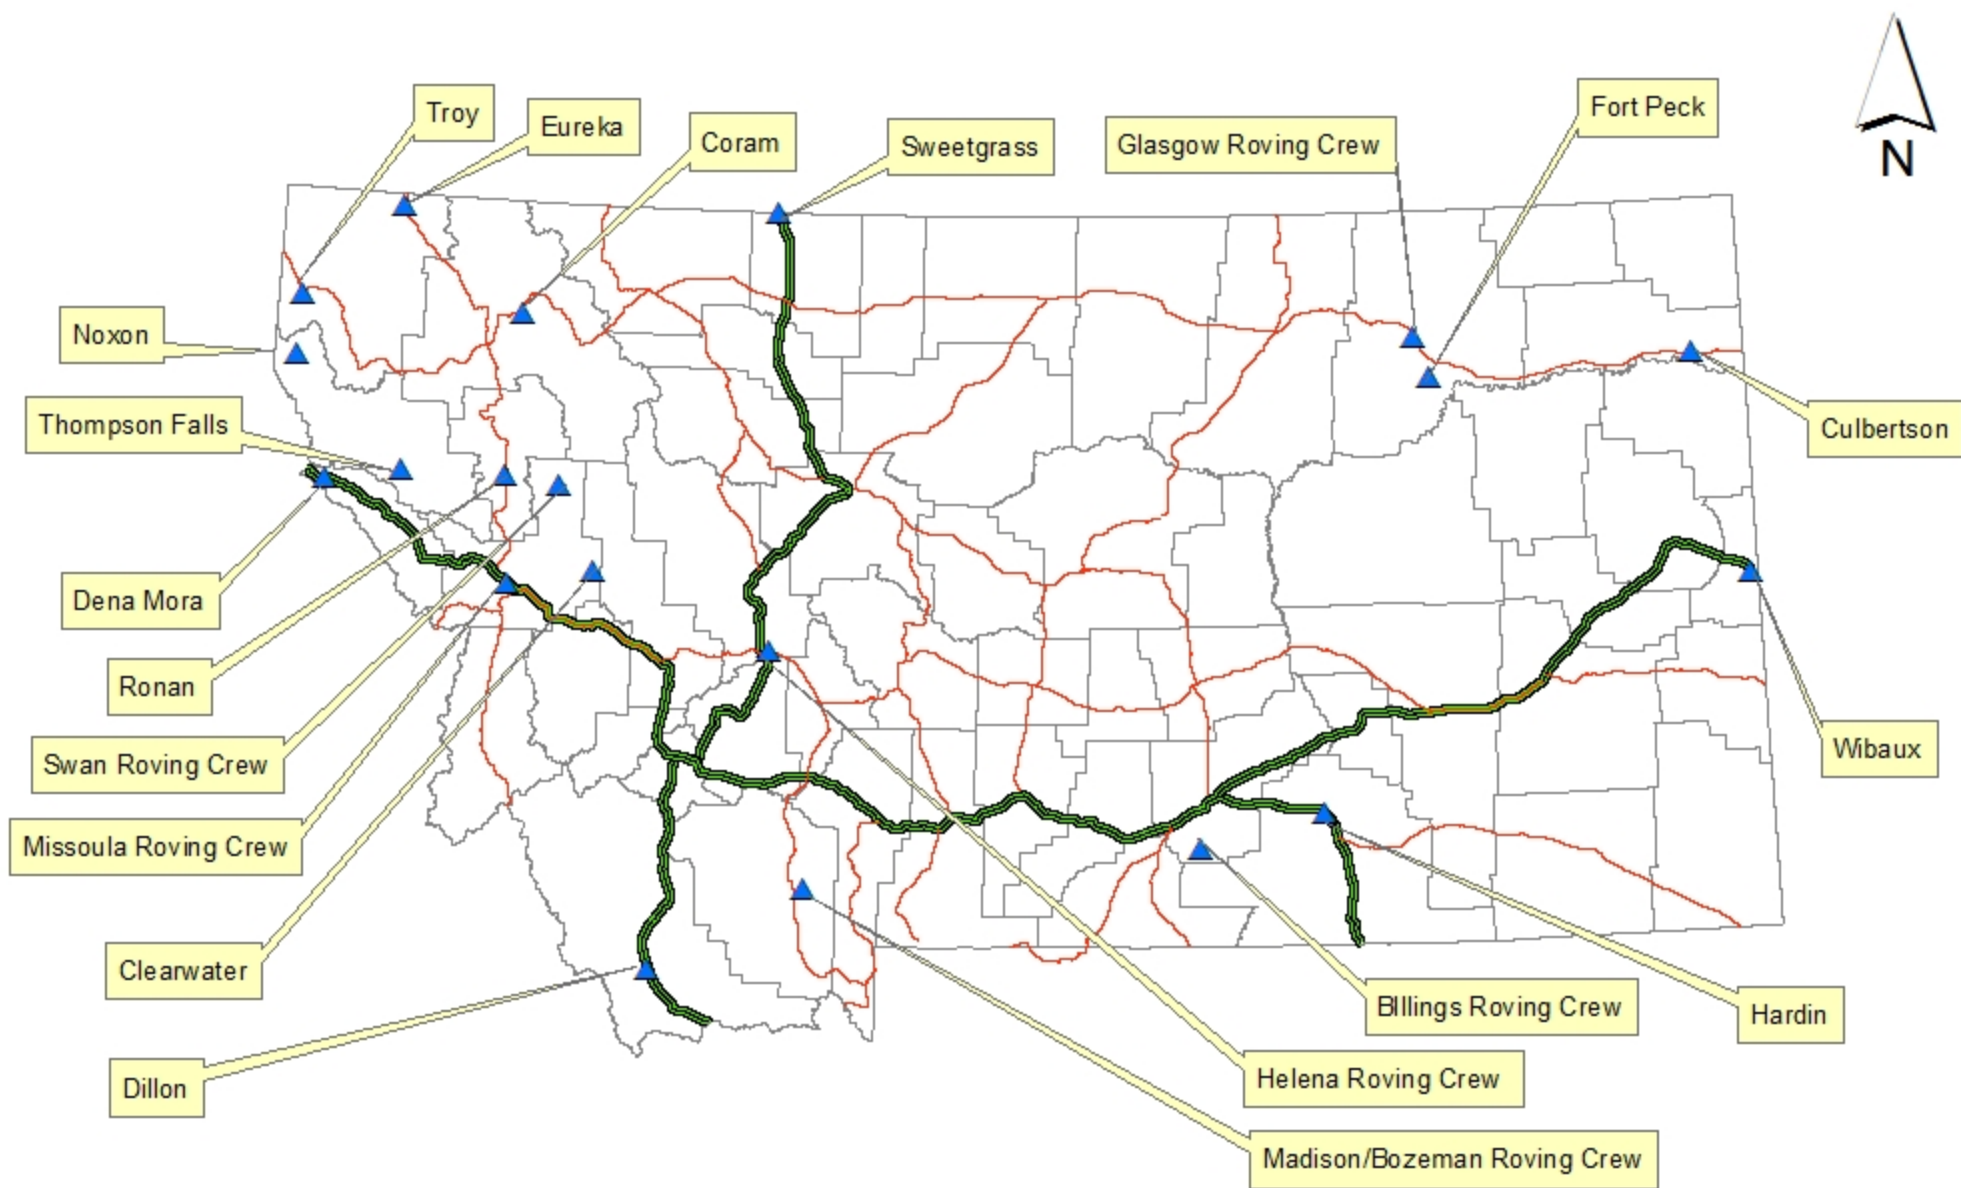 Troy
Eureka
Coram
Sweetgrass
Glasgow Roving Crew
Fort Peck
N
Noxon
Thompson Falls
Culbertson
Dena Mora
Ronan
Swan Roving Crew
Wibaux
Missoula Roving Crew
Clearwater
BIllings Roving Crew
Hardin
Dillon
Helena Roving Crew
Madison/Bozeman Roving Crew